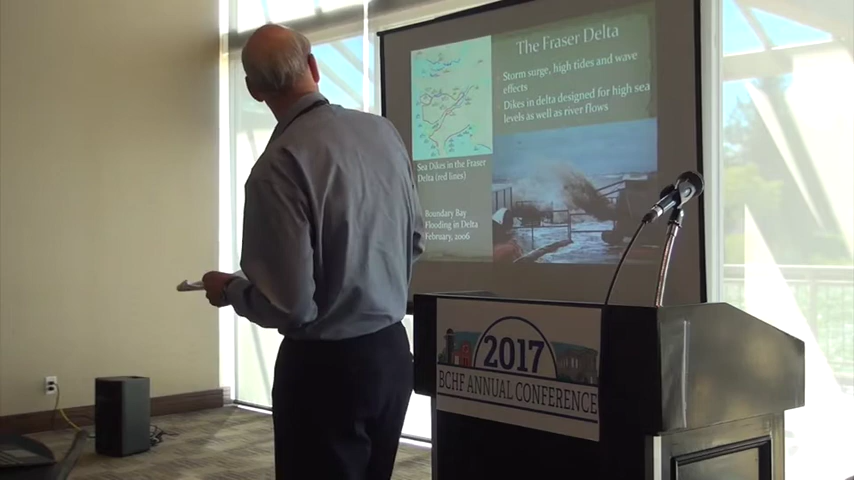 The Fraser Delta
Storm surge, high tides and wave
effects
Dikes in delta designed for high sea
levels as well as river flows
Sea Dikes in the Fraser
Delta (red lines)
Boundary Bay
Flooding in Delta
February, 2006
2017
BCHF ANNUAL CONFERENCE